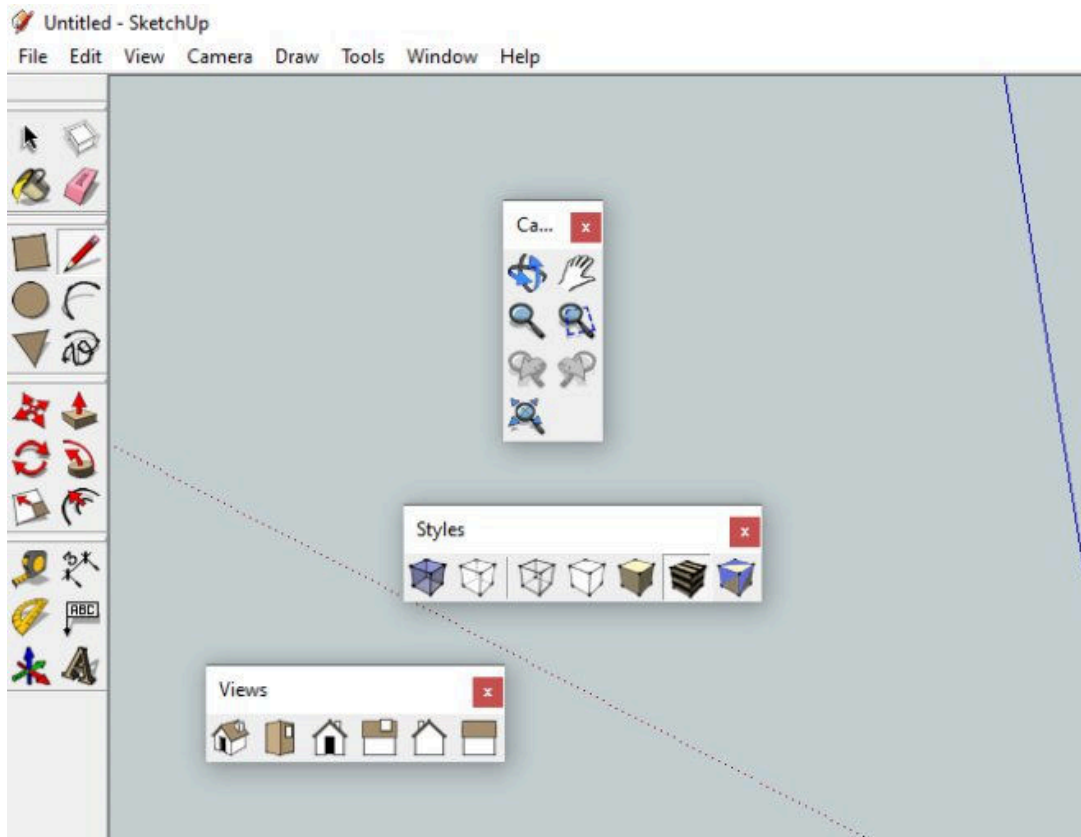 Untitled - SketchUp
File Edit View Camera Draw Tools Window Help
Ca...
Styles
ABC
Views